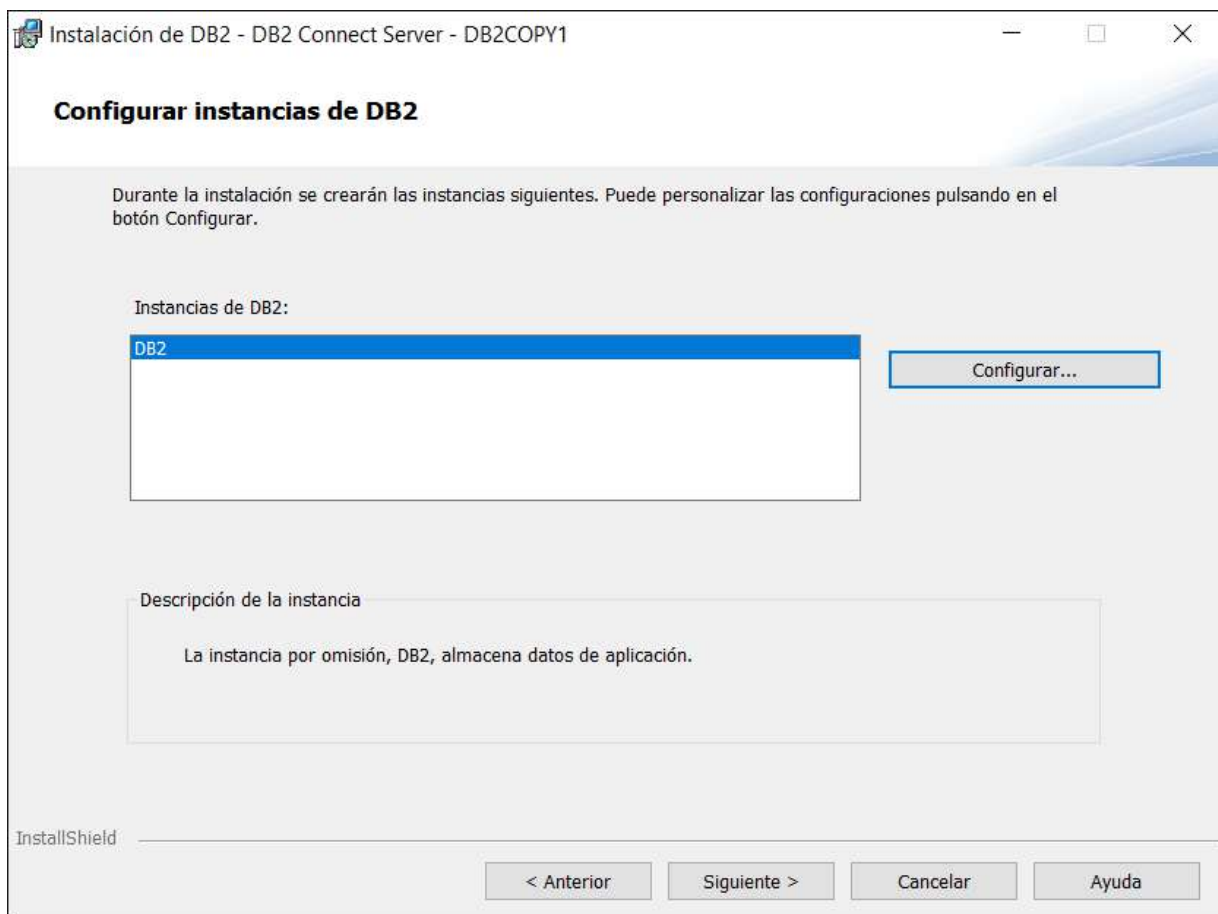 Instalación de DB2 - DB2 Connect Server - DB2COPY1
Configurar instancias de DB2
Durante la instalación se crearán las instancias siguientes. Puede personalizar las configuraciones pulsando en el
botón Configurar.
Instancias de DB2:
DB2
Configurar...
Descripción de la instancia
La instancia por omisión, DB2, almacena datos de aplicación.
InstallShield
< Anterior
Siguiente >
Cancelar
Ayuda